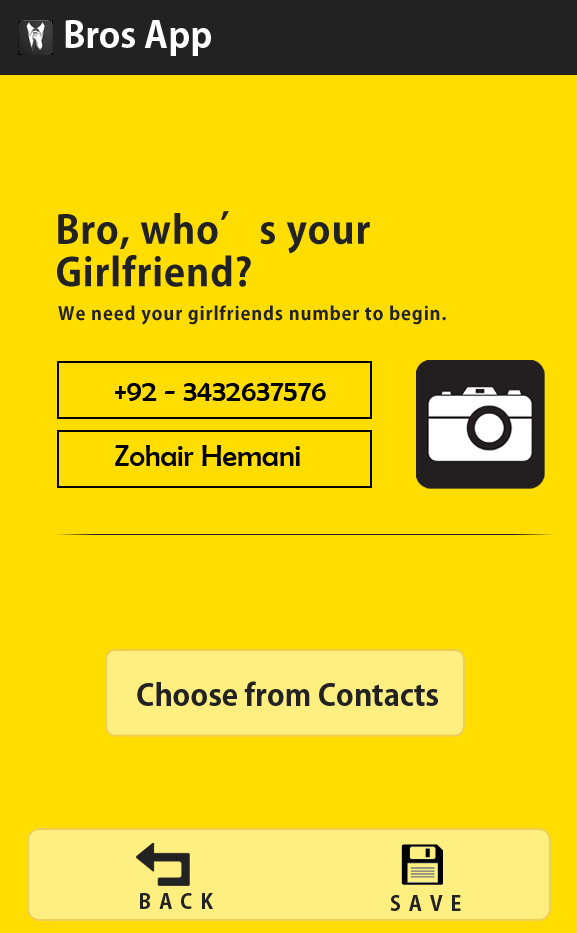 Bros App
Bro, who′ s your
Girlfriend?
We need your girlfriends number to begin.
+92 - 3432637576
Zohair Hemani
Choose from Contacts
BACK
SAVE